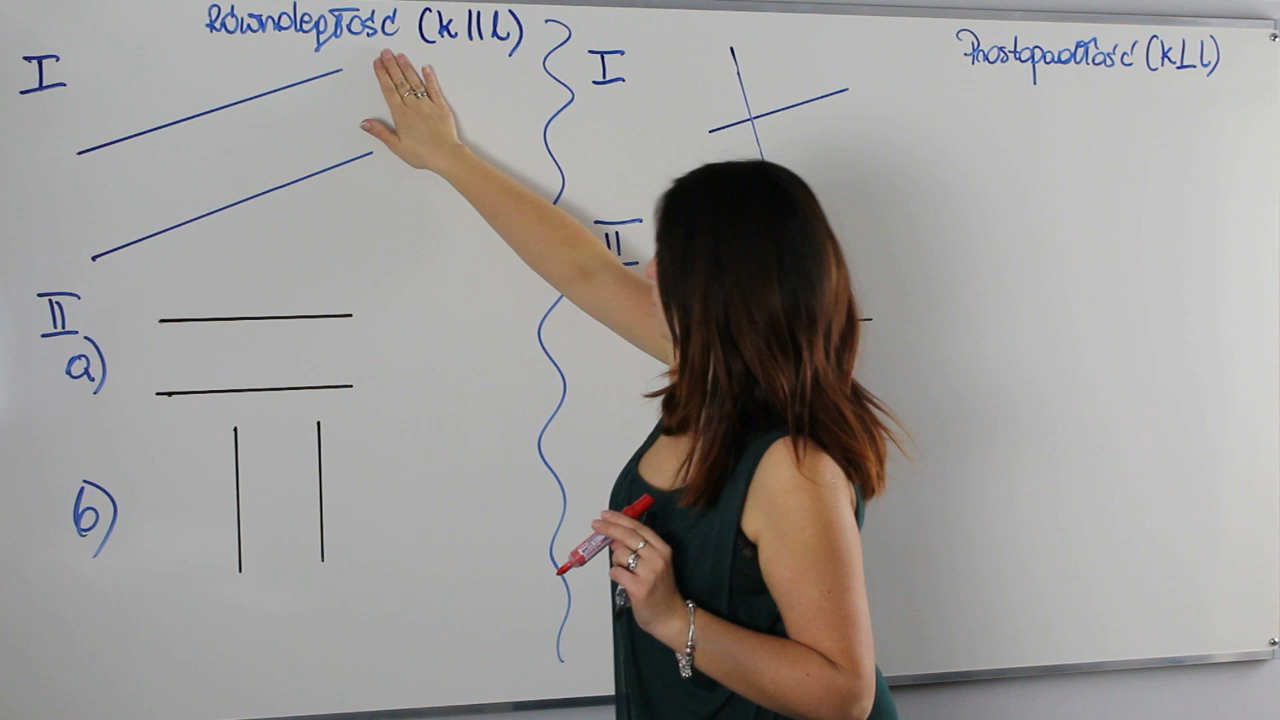 Równoległość (k || l)
I
II
a)
b)
I
II
Prostopadłość (k⊥l)